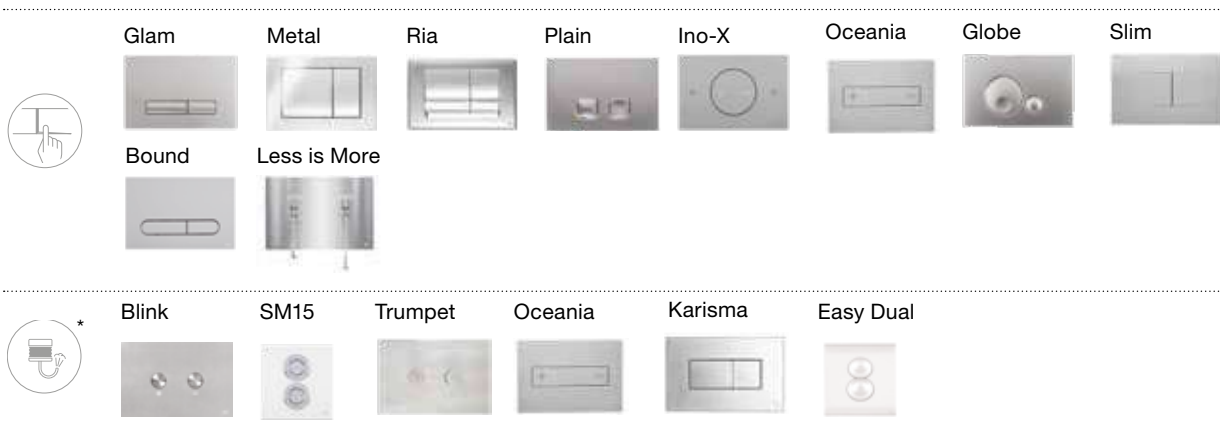 Glam Metal Ria Plain Ino-X Oceania Globe Slim
Bound Less is More
*
Blink SM15 Trumpet Oceania Karisma Easy Dual